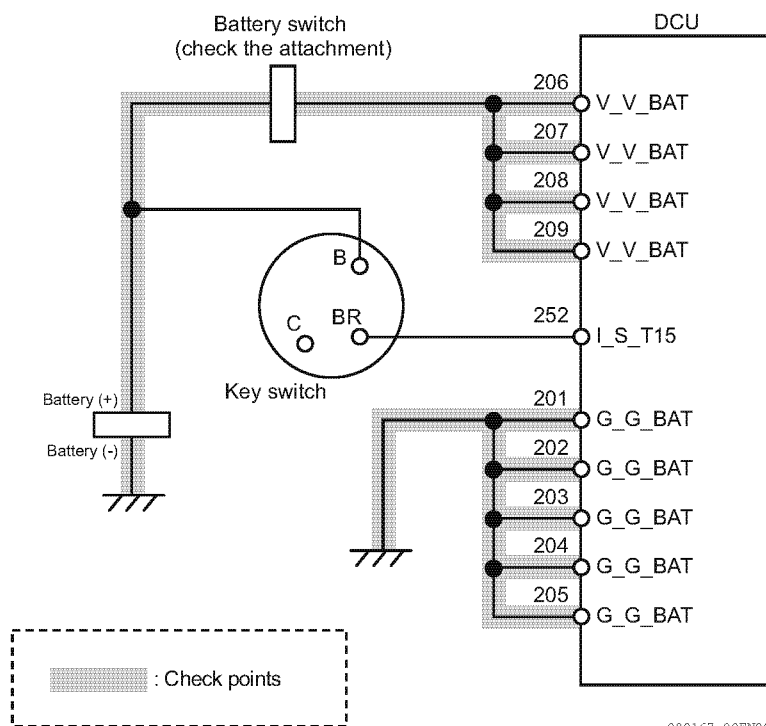 Battery switch
(check the attachment)
DCU
206
V_V_BAT
207
V_V_BAT
208
V_V_BAT
209
V_V_BAT
B
C
BR
Key switch
252
I_S_T15
Battery (+)
Battery (-)
201
G_G_BAT
202
G_G_BAT
203
G_G_BAT
204
G_G_BAT
205
G_G_BAT
: Check points